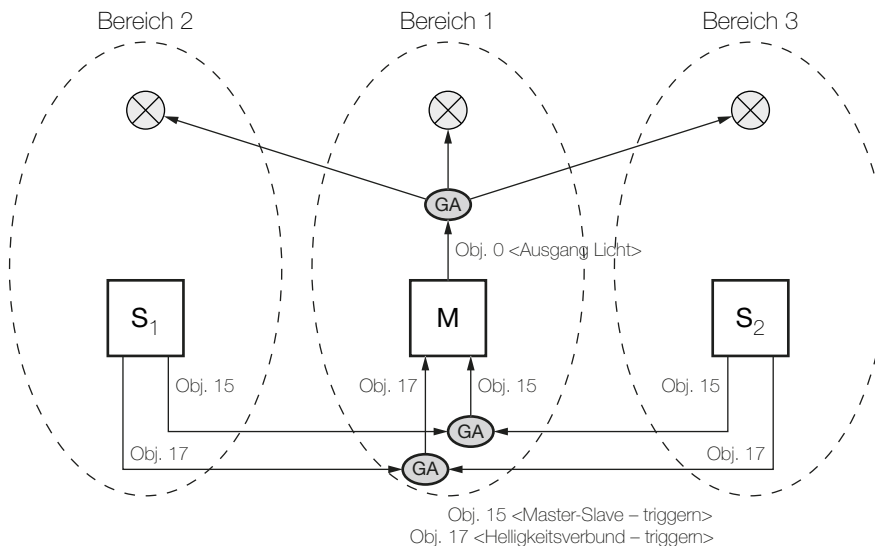 Bereich 2
Bereich 1
Bereich 3
GA
Obj. 0 <Ausgang Licht>
S1
M
S2
Obj. 15
Obj. 17
Obj. 15
Obj. 15
GA
Obj. 17
GA
Obj. 17
Obj. 15 <Master-Slave – triggern>
Obj. 17 <Helligkeitsverbund – triggern>